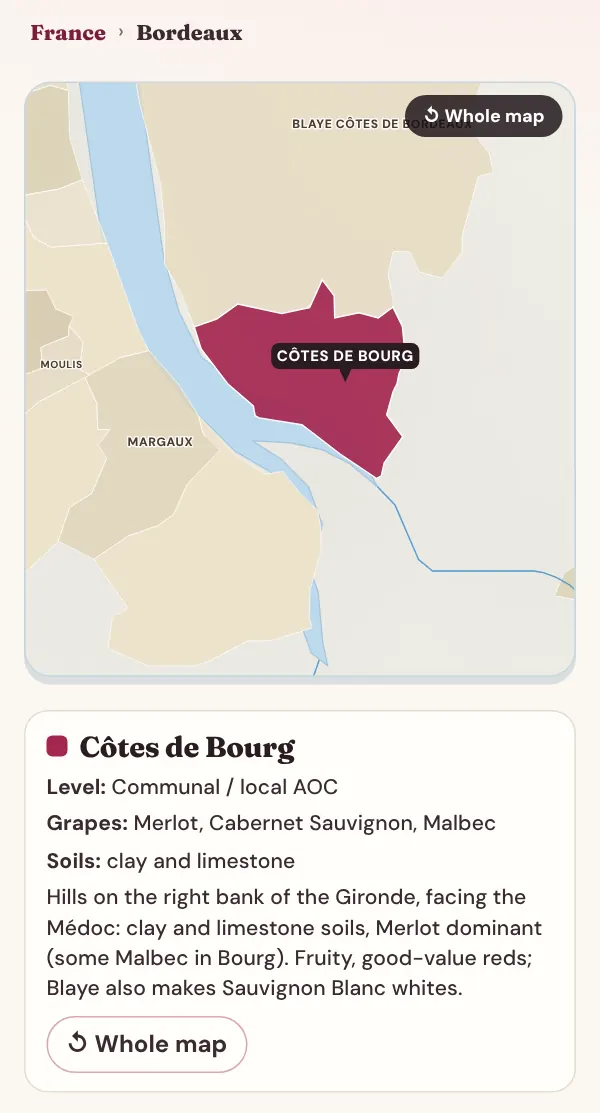 France › Bordeaux
↺ Whole map
BLAYE CÔTES DE BORDEAUX
CÔTES DE BOURG
MOULIS
MARGAUX
Côtes de Bourg
Level: Communal / local AOC
Grapes: Merlot, Cabernet Sauvignon, Malbec
Soils: clay and limestone
Hills on the right bank of the Gironde, facing the
Médoc: clay and limestone soils, Merlot dominant
(some Malbec in Bourg). Fruity, good-value reds;
Blaye also makes Sauvignon Blanc whites.
↺ Whole map